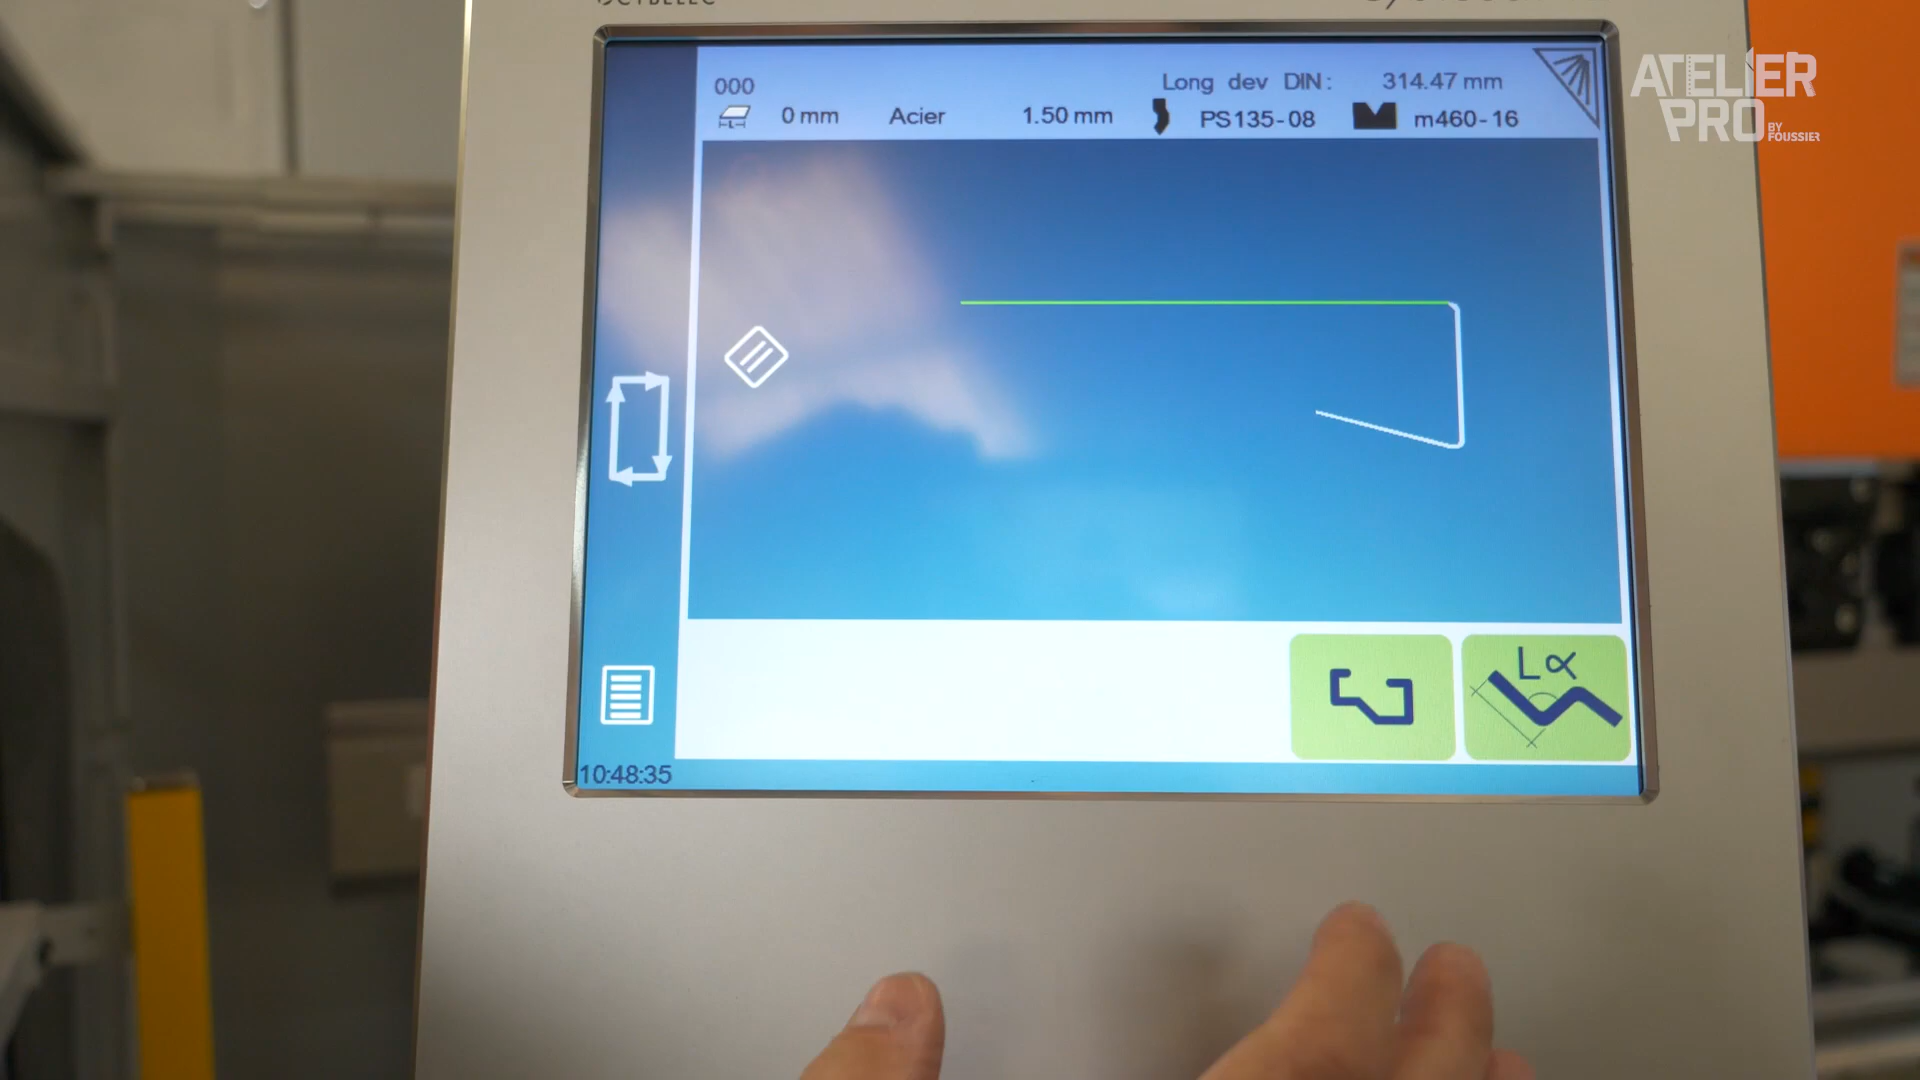 CYBELEC
000
Long dev DIN: 314.47 mm
0 mm Acier 1.50 mm PS135-08 m460-16
Lα
10:48:35
ATELIER
PRO BY FOUSSIER